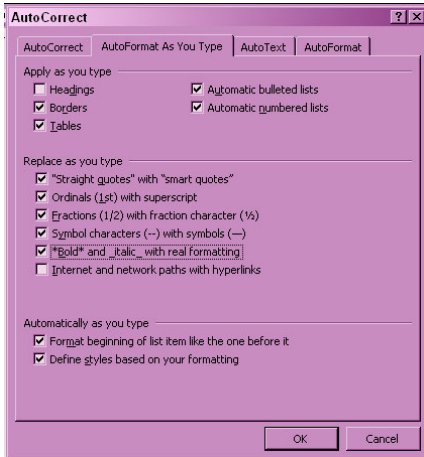 AutoCorrect
AutoCorrect AutoFormat As You Type AutoText AutoFormat
Apply as you type
Headings Automatic bulleted lists
Borders Automatic numbered lists
Tables
Replace as you type
"Straight quotes" with “smart quotes”
Ordinals (1st) with superscript
Fractions (1/2) with fraction character (½)
Symbol characters (--) with symbols (—)
*Bold* and _italic_ with real formatting
Internet and network paths with hyperlinks
Automatically as you type
Format beginning of list item like the one before it
Define styles based on your formatting
OK Cancel